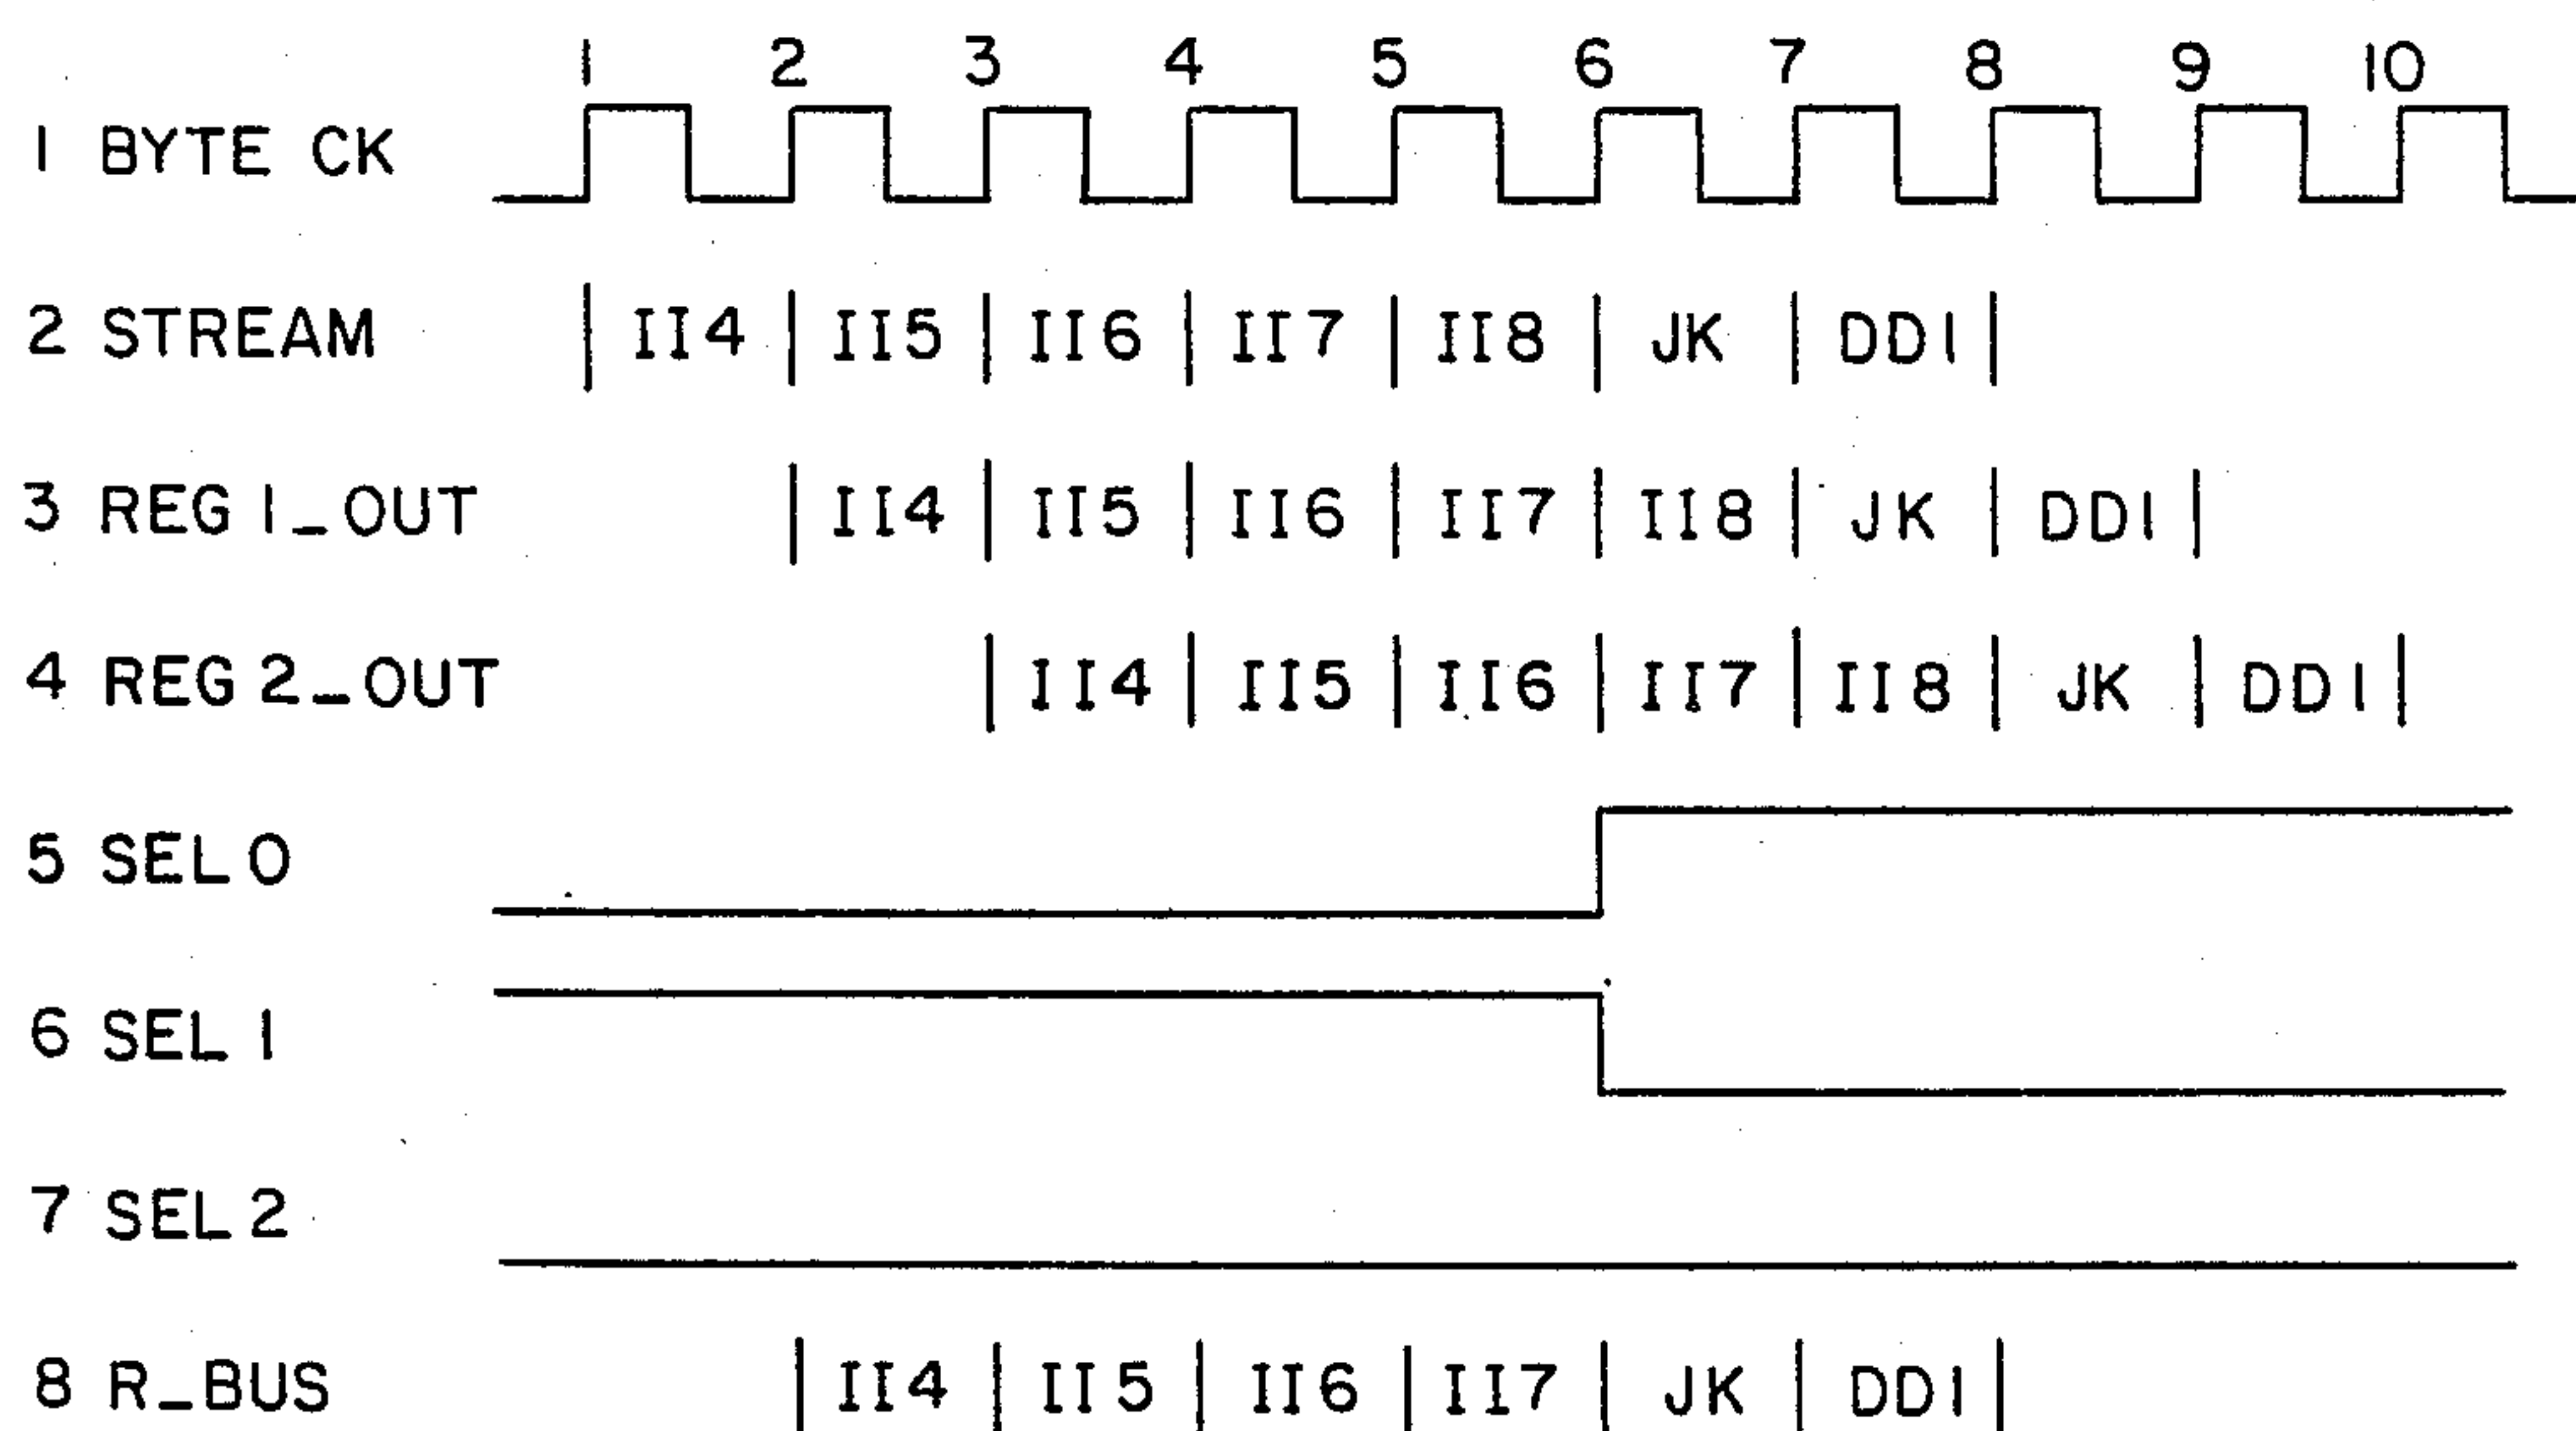 1 2 3 4 5 6 7 8 9 10
1 BYTE CK
2 STREAM II4 II5 II6 II7 II8 JK DD1
3 REG 1_OUT II4 II5 II6 II7 II8 JK DD1
4 REG 2_OUT II4 II5 II6 II7 II8 JK DD1
5 SEL 0
6 SEL 1
7 SEL 2
8 R_BUS II4 II5 II6 II7 JK DD1